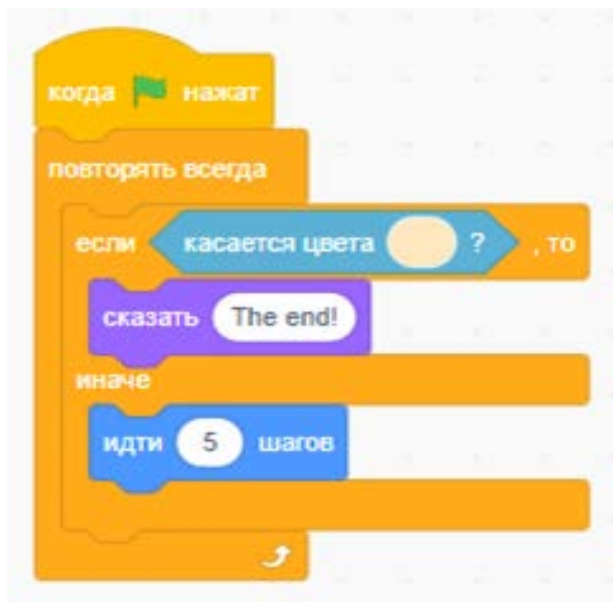 когда нажат
повторять всегда
если касается цвета ? , то
сказать The end!
иначе
идти 5 шагов